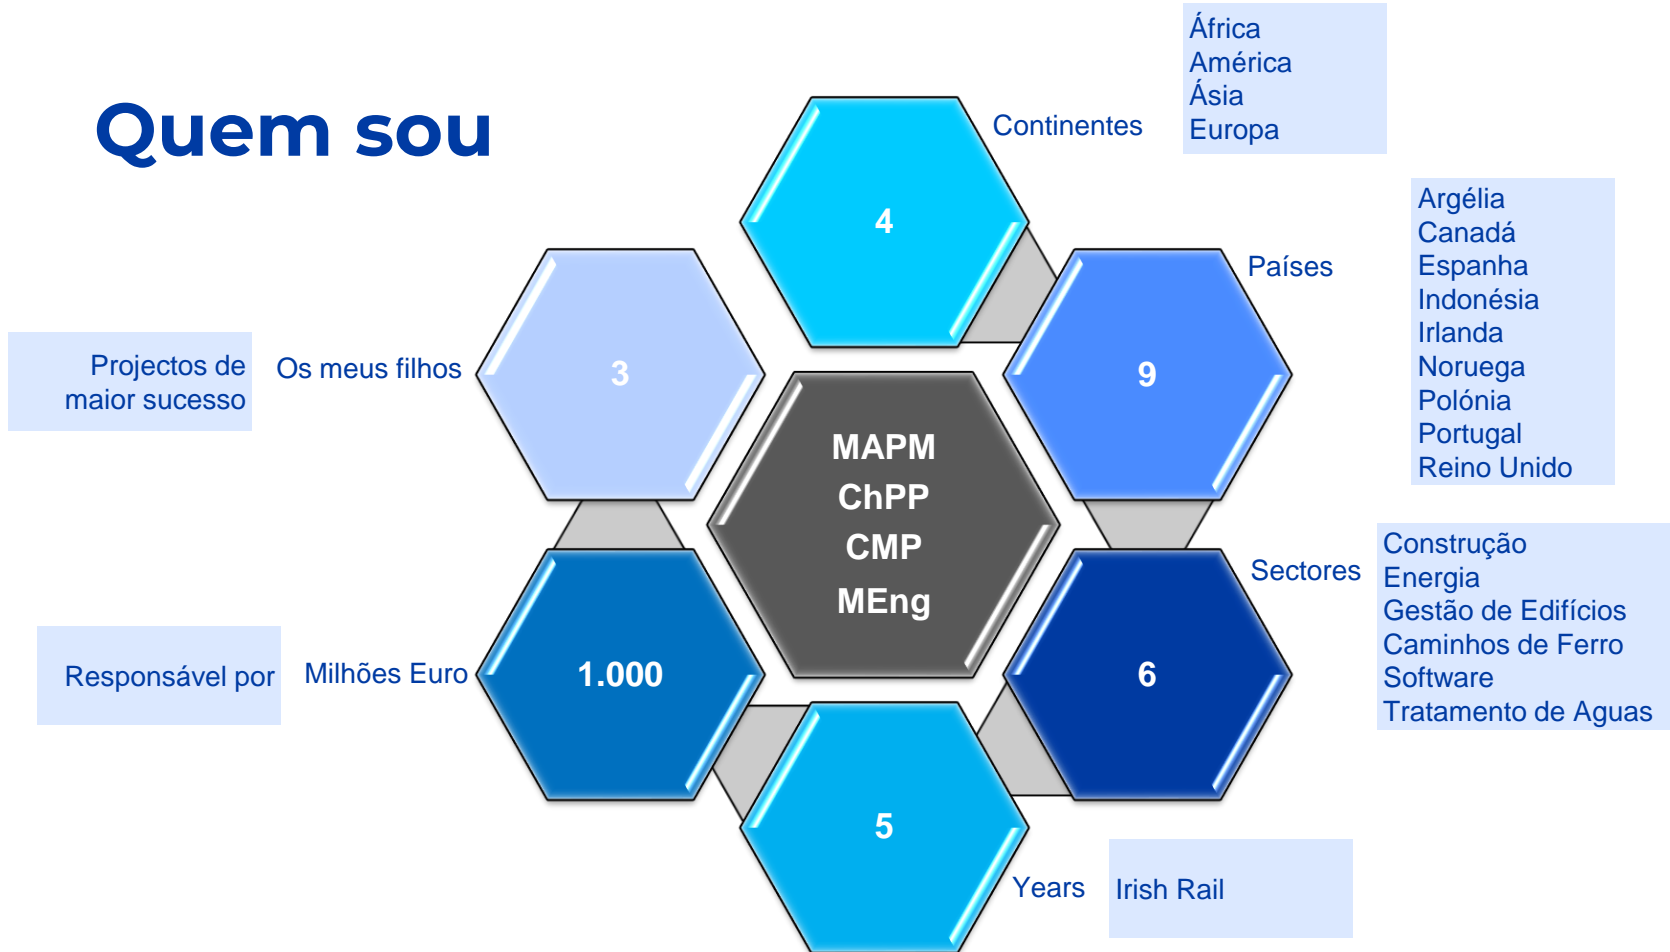 Quem sou
4
Continentes
África
América
Ásia
Europa
9
Países
Argélia
Canadá
Espanha
Indonésia
Irlanda
Noruega
Polónia
Portugal
Reino Unido
6
Sectores
Construção
Energia
Gestão de Edifícios
Caminhos de Ferro
Software
Tratamento de Aguas
5
Years
Irish Rail
1.000
Milhões Euro
Responsável por
3
Os meus filhos
Projectos de
maior sucesso
MAPM
ChPP
CMP
MEng